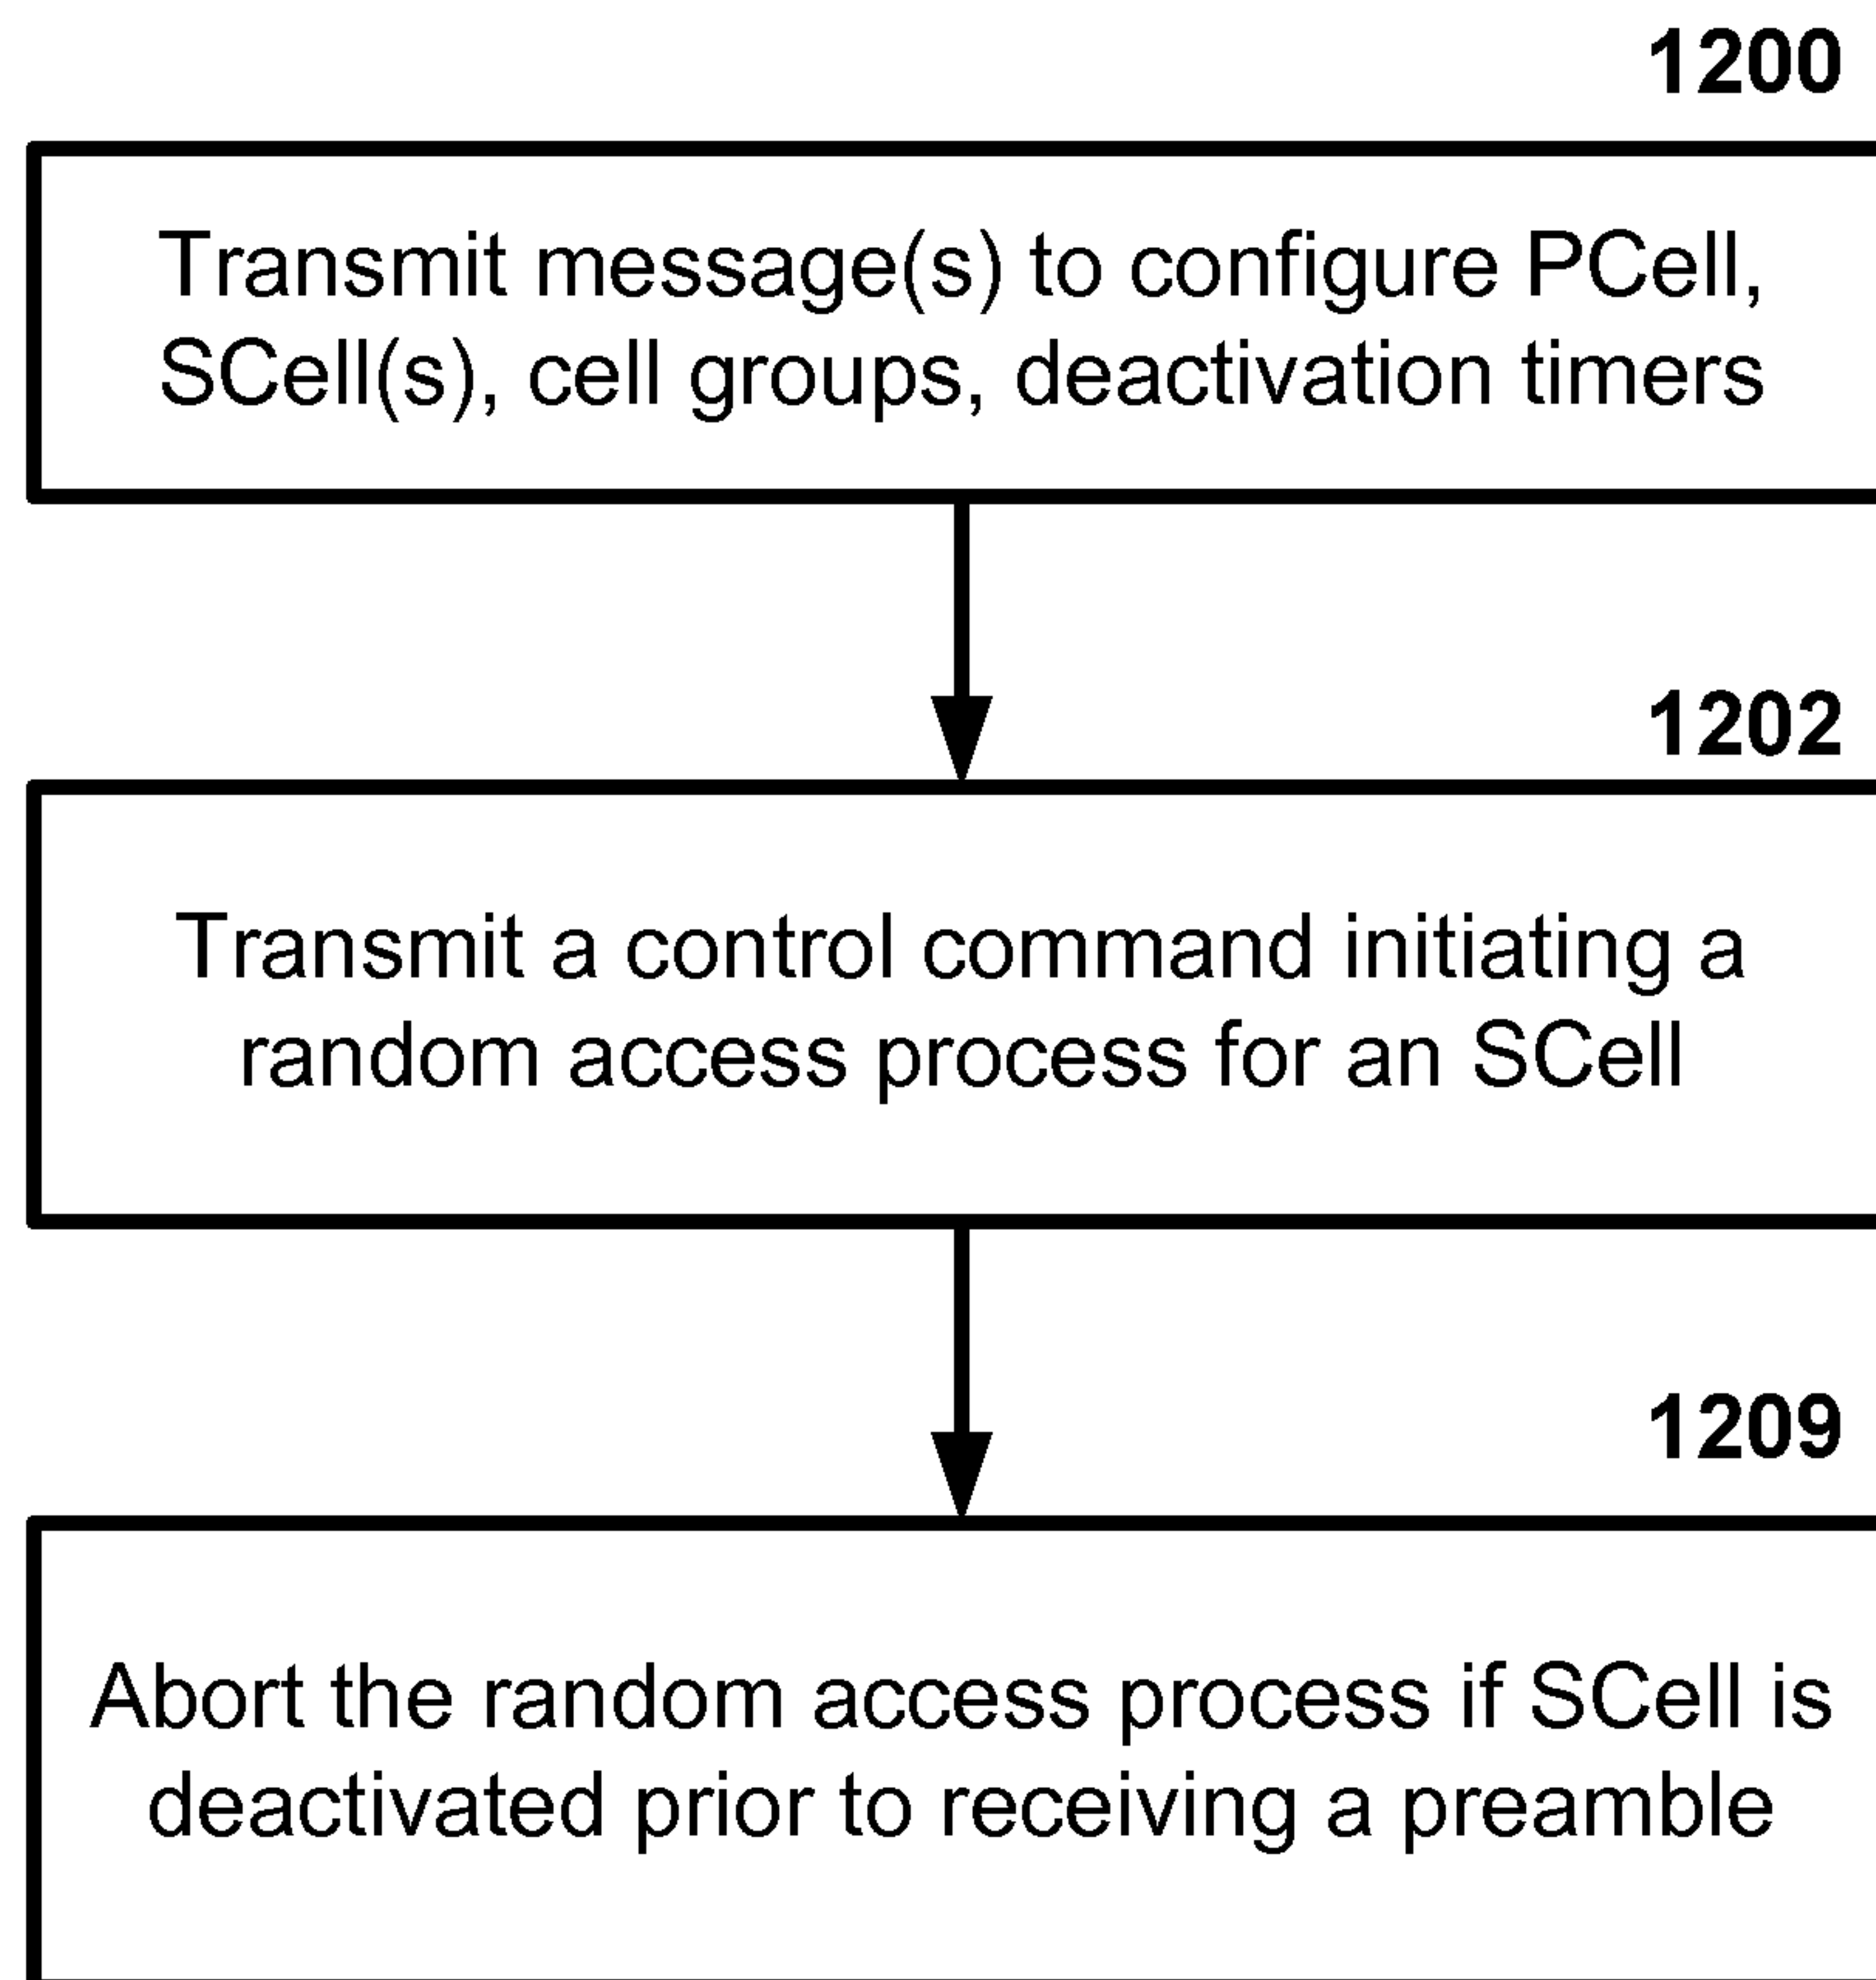 1200
Transmit message(s) to configure PCell,
SCell(s), cell groups, deactivation timers
1202
Transmit a control command initiating a
random access process for an SCell
1209
Abort the random access process if SCell is
deactivated prior to receiving a preamble